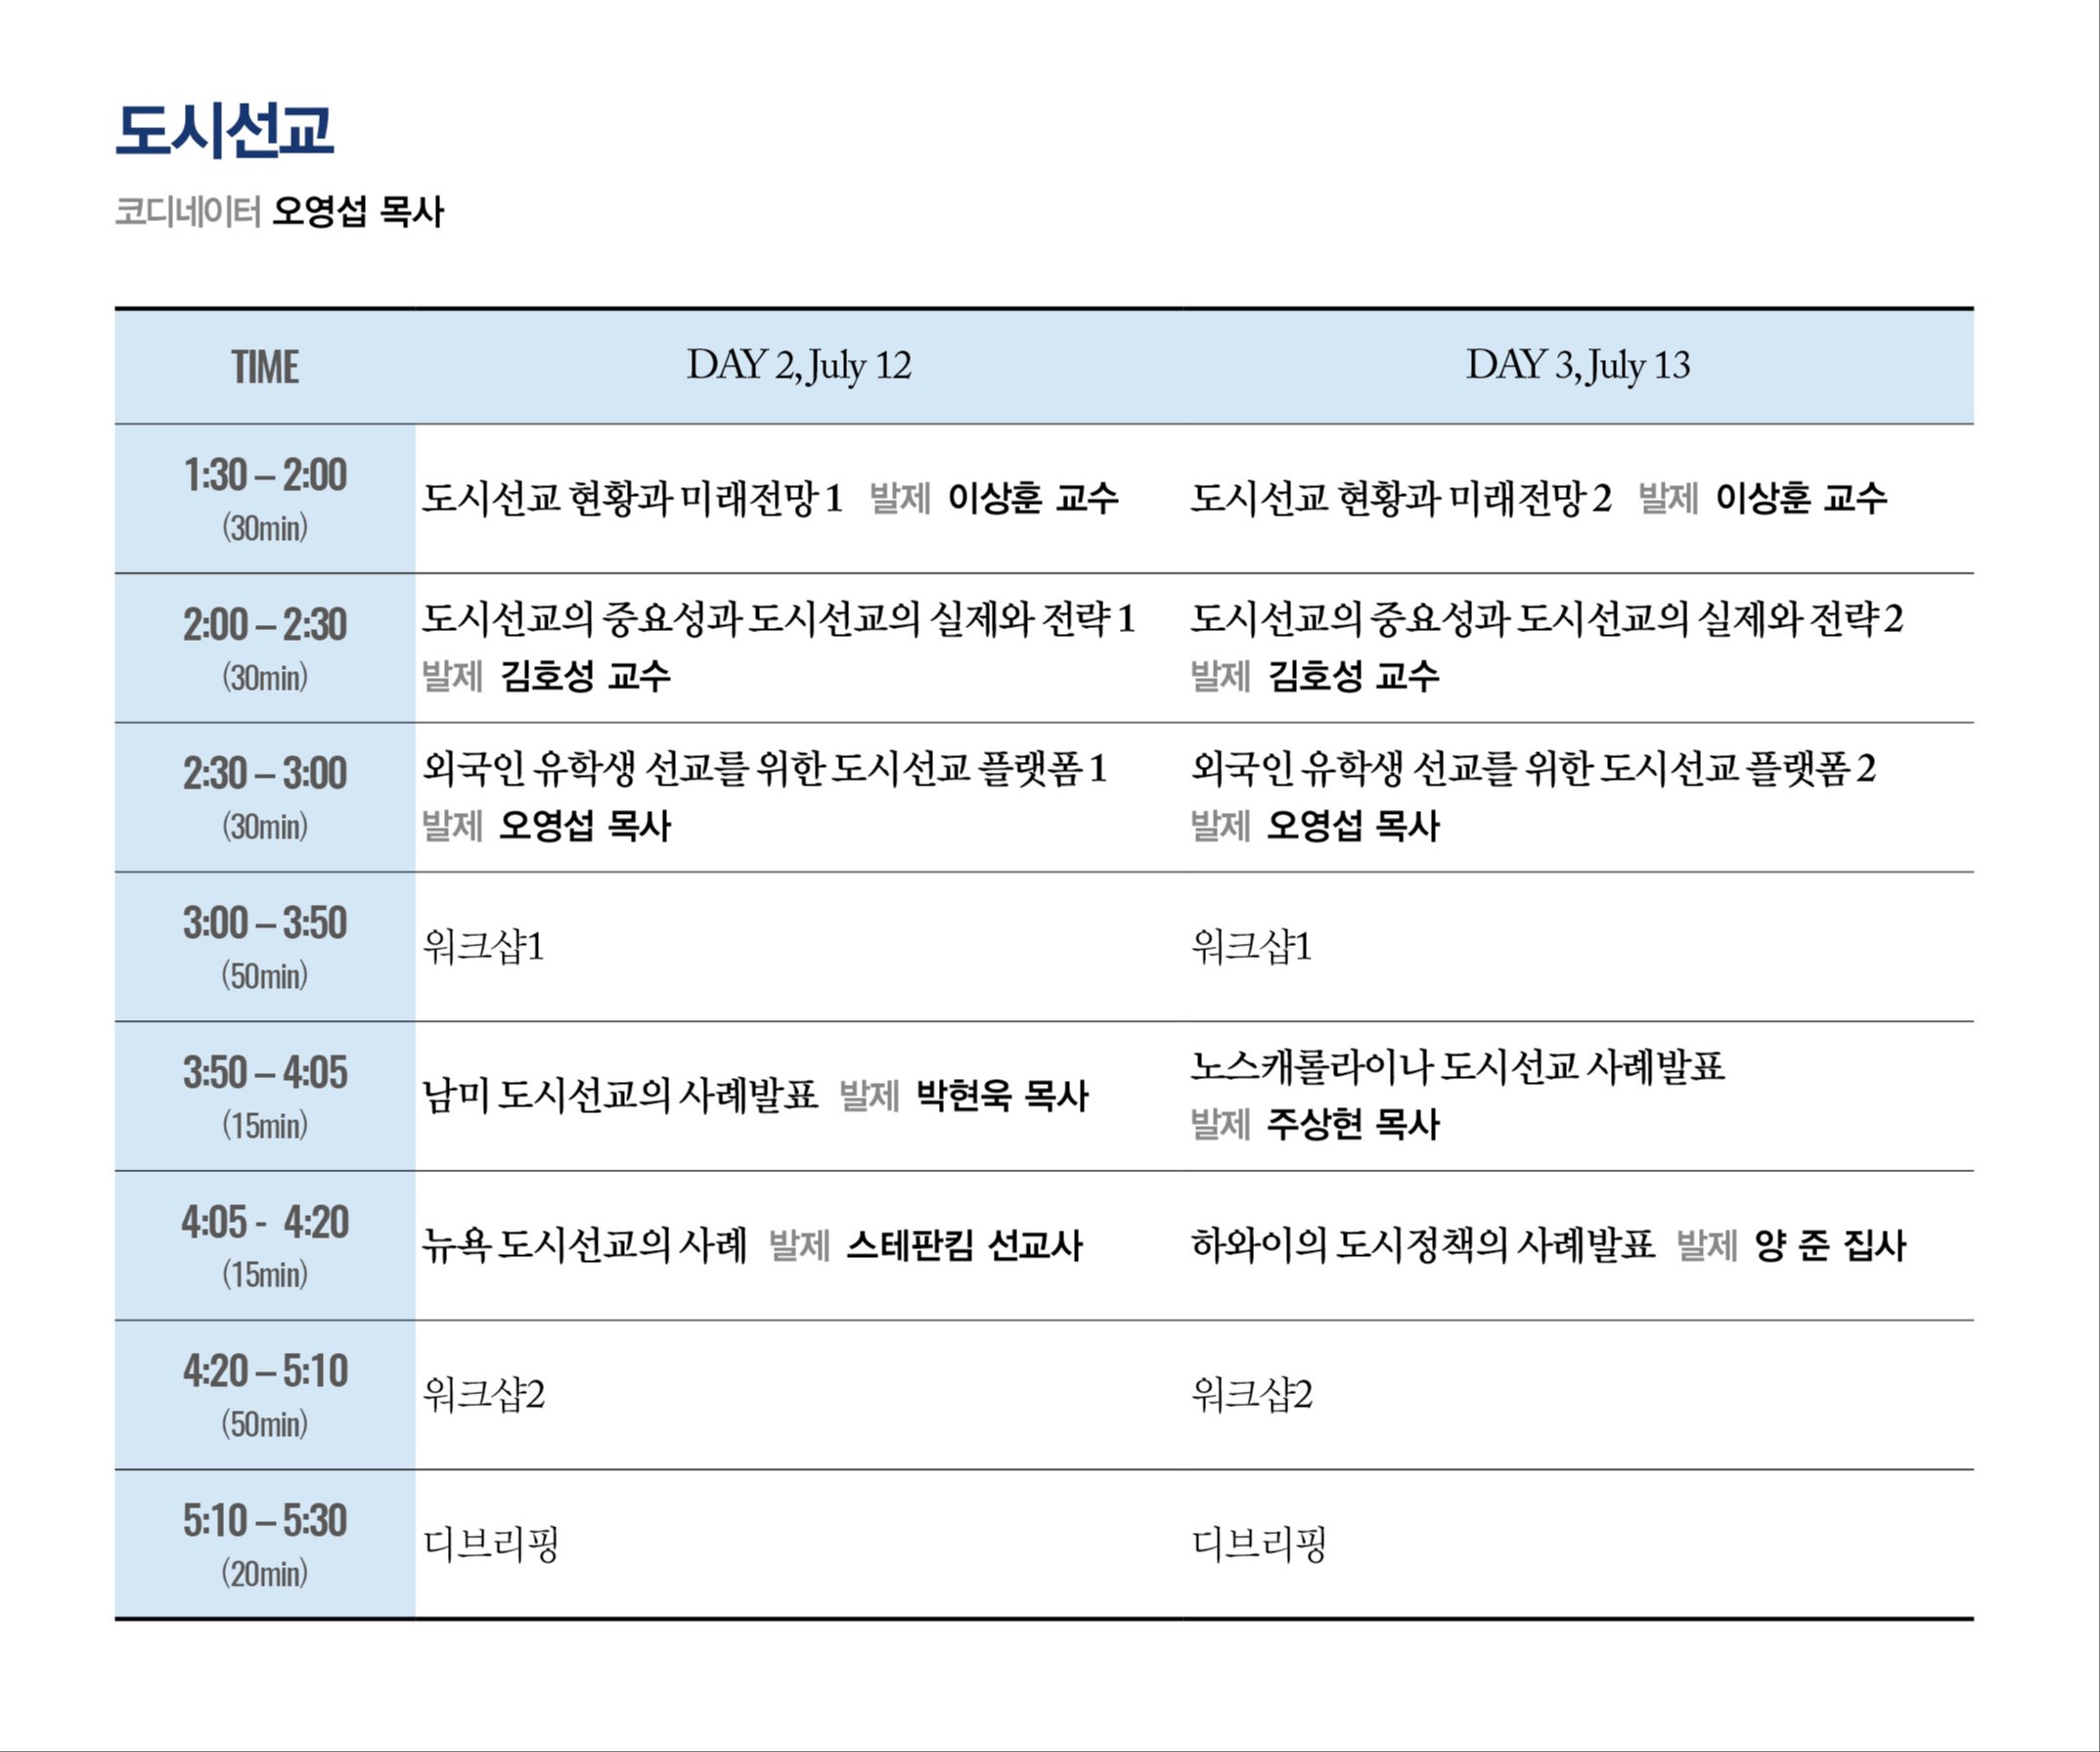 도시선교
코디네이터 오영섭 목사
TIME DAY 2, July 12 DAY 3, July 13
1:30 – 2:00
(30min)
도시선교 현황과 미래전망 1 발제 이상훈 교수
도시선교 현황과 미래전망 2 발제 이상훈 교수
2:00 – 2:30
(30min)
도시선교의 중요성과 도시선교의 실제와 전략 1
발제 김호성 교수
도시선교의 중요성과 도시선교의 실제와 전략 2
발제 김호성 교수
2:30 – 3:00
(30min)
외국인 유학생 선교를 위한 도시선교 플랫폼 1
발제 오영섭 목사
외국인 유학생 선교를 위한 도시선교 플랫폼 2
발제 오영섭 목사
3:00 – 3:50
(50min)
워크샵1
워크샵1
3:50 – 4:05
(15min)
남미 도시선교의 사례발표 발제 박현욱 목사
노스캐롤라이나 도시선교 사례발표
발제 주상현 목사
4:05 - 4:20
(15min)
뉴욕 도시선교의 사례 발제 스테판킴 선교사
하와이의 도시정책의 사례발표 발제 양 준 집사
4:20 – 5:10
(50min)
워크샵2
워크샵2
5:10 – 5:30
(20min)
디브리핑
디브리핑